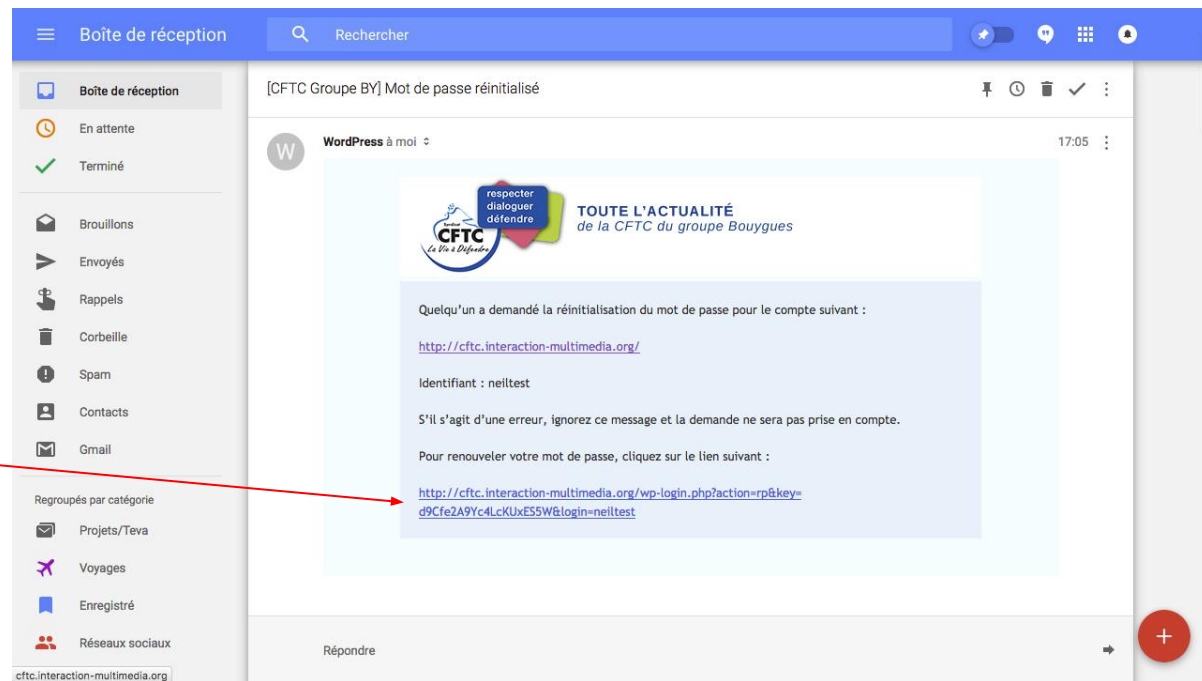 Boîte de réception
Rechercher
Boîte de réception
En attente
Terminé
Brouillons
Envoyés
Rappels
Corbeille
Spam
Contacts
Gmail
Regroupés par catégorie
Projets/Teva
Voyages
Enregistré
Réseaux sociaux
cftc.interaction-multimedia.org
[CFTC Groupe BY] Mot de passe réinitialisé
W
WordPress à moi
17:05
respecter
dialoguer
défendre
Syndicat
CFTC
La Vie à Défendre
TOUTE L'ACTUALITÉ
de la CFTC du groupe Bouygues
Quelqu’un a demandé la réinitialisation du mot de passe pour le compte suivant :
http://cftc.interaction-multimedia.org/
Identifiant : neiltest
S’il s’agit d’une erreur, ignorez ce message et la demande ne sera pas prise en compte.
Pour renouveler votre mot de passe, cliquez sur le lien suivant :
http://cftc.interaction-multimedia.org/wp-login.php?action=rp&key=
d9Cfe2A9Yc4LcKUxES5W&login=neiltest
Répondre
+